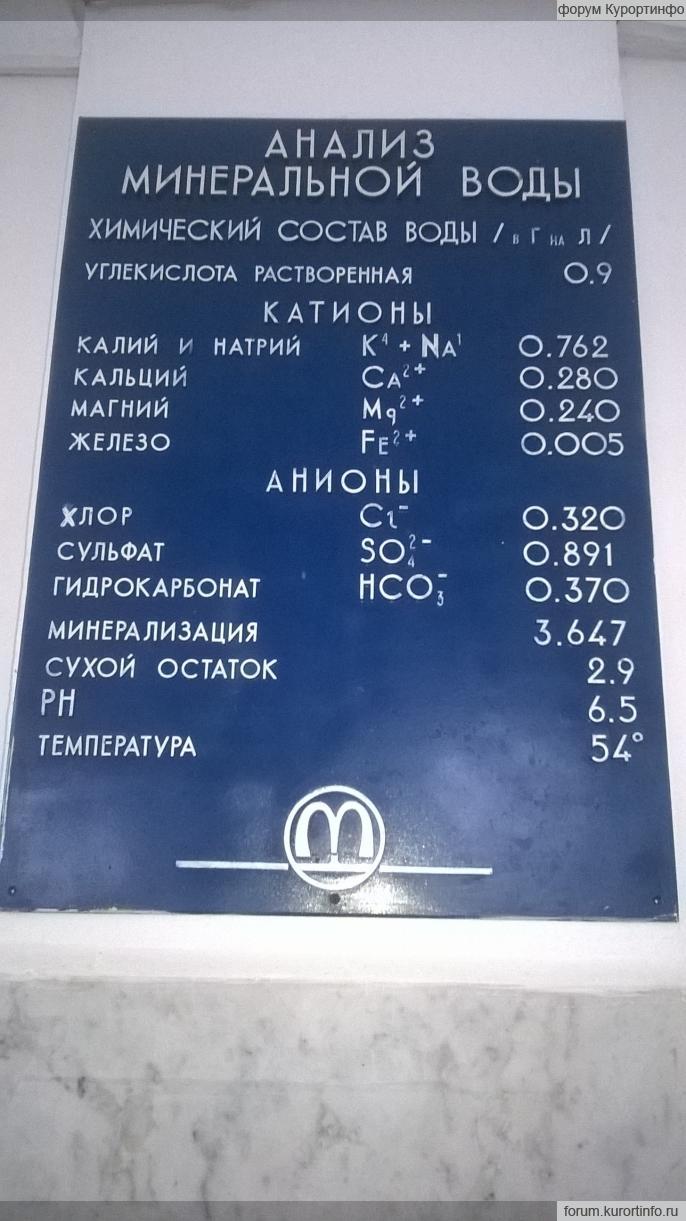 форум Курортинфо
АНАЛИЗ
МИНЕРАЛЬНОЙ ВОДЫ
ХИМИЧЕСКИЙ СОСТАВ ВОДЫ / в Г НА Л /
УГЛЕКИСЛОТА РАСТВОРЕННАЯ 0.9
КАТИОНЫ
КАЛИЙ И НАТРИЙ K⁴ + NA¹ 0.762
КАЛЬЦИЙ CA²⁺ 0.280
МАГНИЙ Mg²⁺ 0.240
ЖЕЛЕЗО FE²⁺ 0.005
АНИОНЫ
ХЛОР Cl⁻ 0.320
СУЛЬФАТ SO₄²⁻ 0.891
ГИДРОКАРБОНАТ HCO₃⁻ 0.370
МИНЕРАЛИЗАЦИЯ 3.647
СУХОЙ ОСТАТОК 2.9
PH 6.5
ТЕМПЕРАТУРА 54°
M
forum.kurortinfo.ru